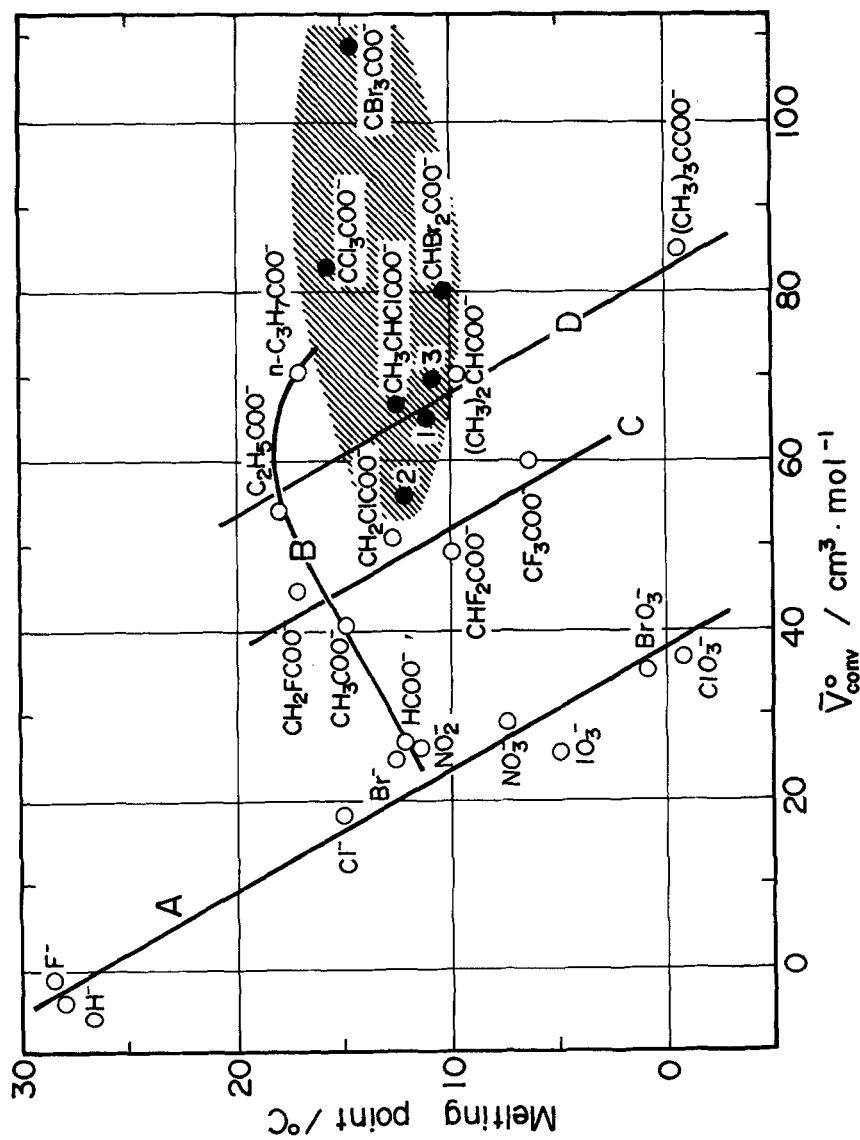 30
20
10
0
Melting point / °C
0
20
40
60
80
100
V̄°conv / cm³ · mol⁻¹
A
B
C
D
F⁻
OH⁻
Cl⁻
Br⁻
HCOO⁻,
NO₂⁻
NO₃⁻
IO₃⁻
BrO₃⁻
ClO₃⁻
CH₂FCOO⁻
CH₃COO⁻
C₂H₅COO⁻
n-C₃H₇COO⁻
CH₂ClCOO⁻
CHF₂COO⁻
CF₃COO⁻
CCl₃COO⁻
CH₃CHClCOO⁻
CHBr₂COO⁻
CBr₃COO⁻
(CH₃)₂CHCOO⁻
(CH₃)₃CCOO⁻
1
2
3